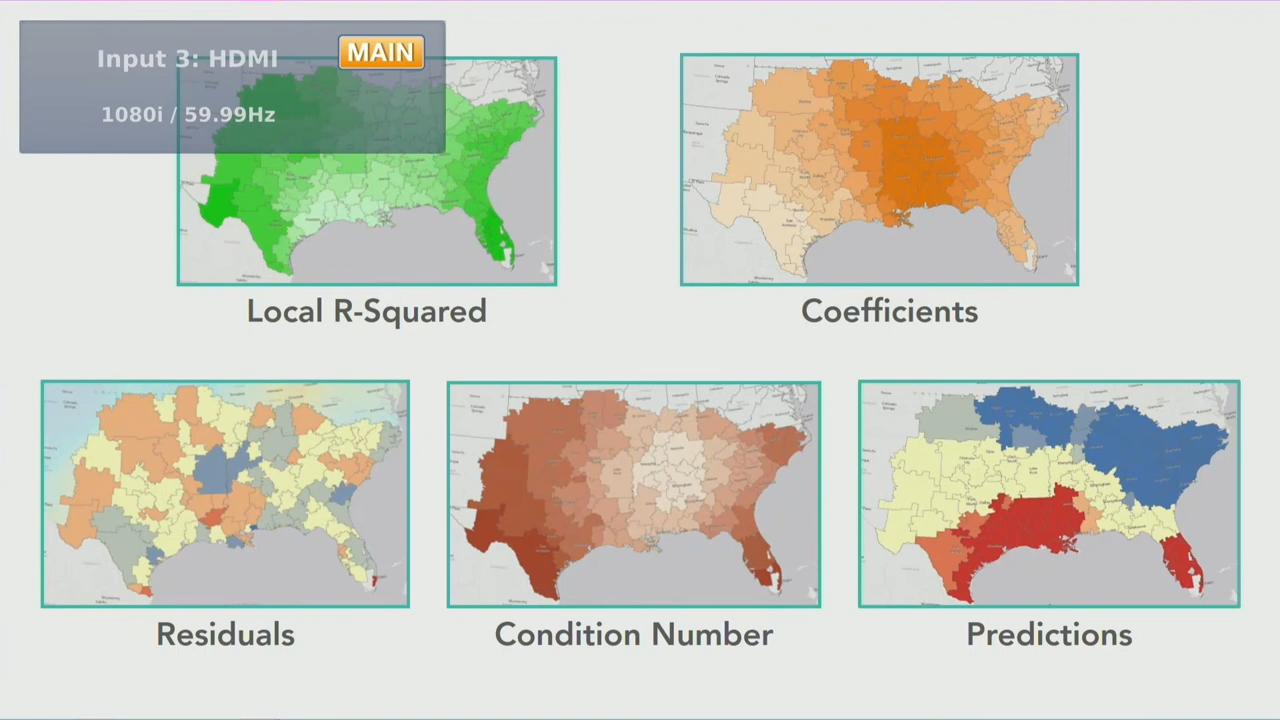 Input 3: HDMI
MAIN
1080i / 59.99Hz
Local R-Squared
Coefficients
Residuals
Condition Number
Predictions